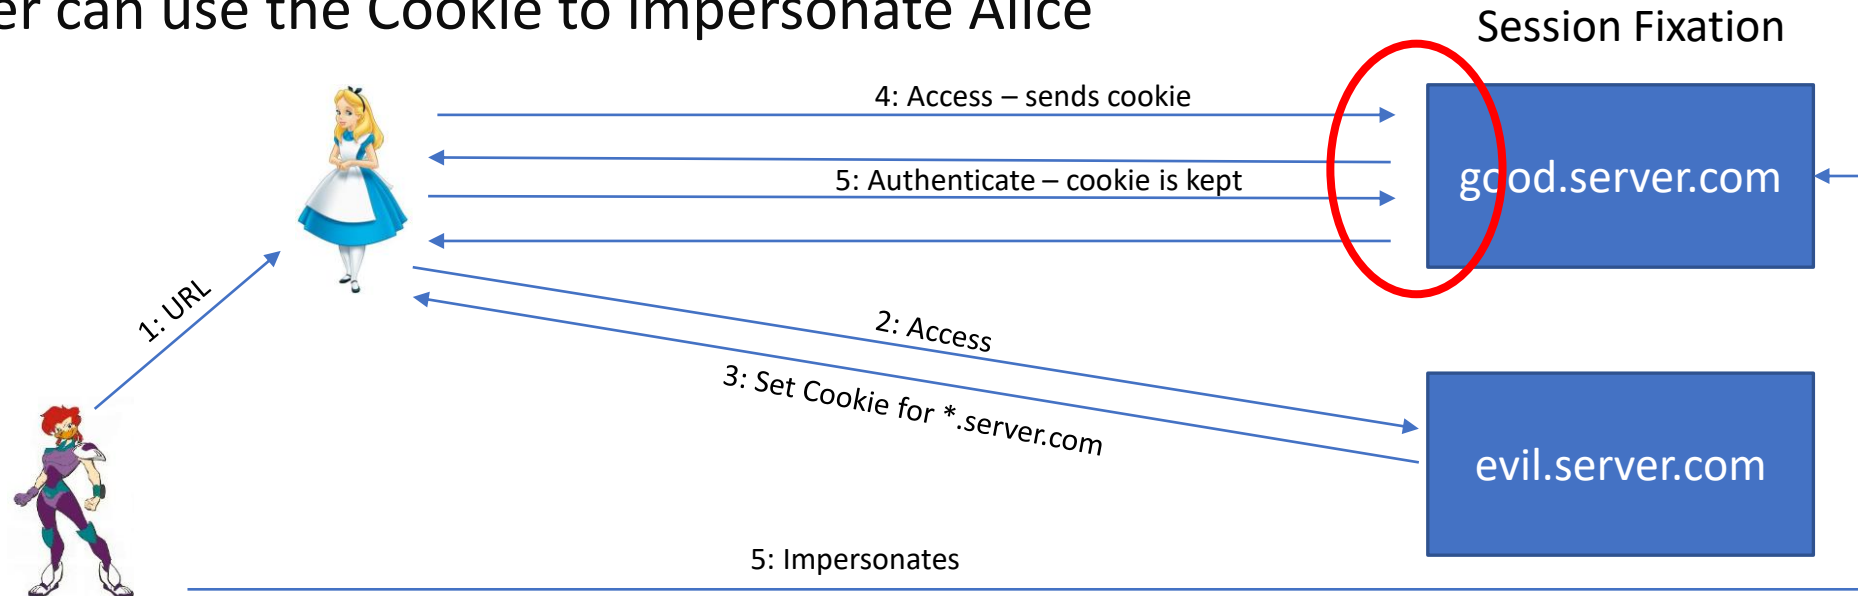 er can use the Cookie to Impersonate Alice
Session Fixation
4: Access – sends cookie
5: Authenticate – cookie is kept
good.server.com
1: URL
2: Access
3: Set Cookie for *.server.com
evil.server.com
5: Impersonates